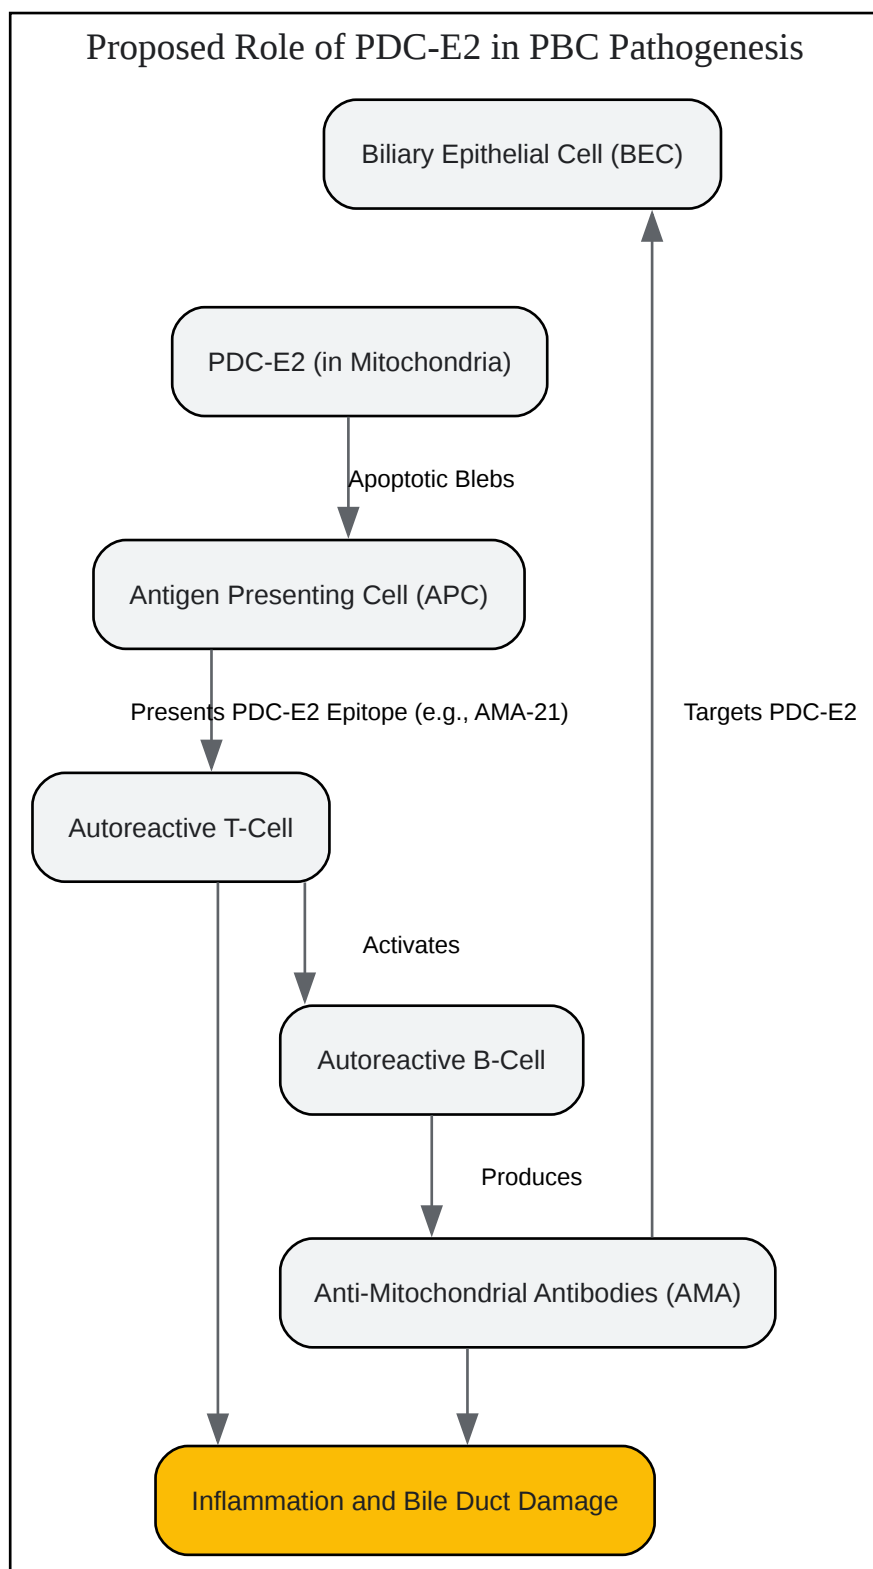 Proposed Role of PDC-E2 in PBC Pathogenesis
Biliary Epithelial Cell (BEC)
PDC-E2 (in Mitochondria)
Apoptotic Blebs
Antigen Presenting Cell (APC)
Presents PDC-E2 Epitope (e.g., AMA-21)
Targets PDC-E2
Autoreactive T-Cell
Activates
Autoreactive B-Cell
Produces
Anti-Mitochondrial Antibodies (AMA)
Inflammation and Bile Duct Damage